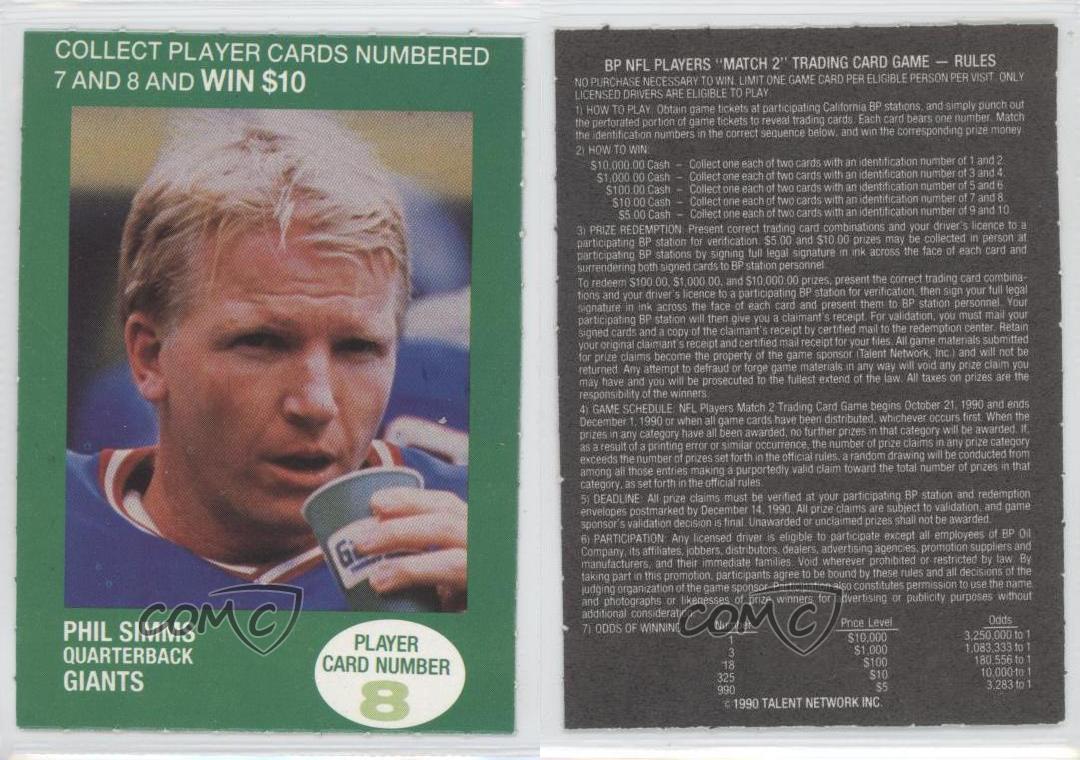 COLLECT PLAYER CARDS NUMBERED
7 AND 8 AND WIN $10
PHIL SIMMS
QUARTERBACK
GIANTS
PLAYER
CARD NUMBER
8
COMC
BP NFL PLAYERS "MATCH 2" TRADING CARD GAME — RULES
NO PURCHASE NECESSARY TO WIN. LIMIT ONE GAME CARD PER ELIGIBLE PERSON PER VISIT. ONLY
LICENSED DRIVERS ARE ELIGIBLE TO PLAY.
1) HOW TO PLAY: Obtain game tickets at participating California BP stations, and simply punch out
the perforated portion of game tickets to reveal trading cards. Each card bears one number. Match
the identification numbers in the correct sequence below, and win the corresponding prize money.
2) HOW TO WIN:
$10,000.00 Cash – Collect one each of two cards with an identification number of 1 and 2.
$1,000.00 Cash – Collect one each of two cards with an identification number of 3 and 4.
$100.00 Cash – Collect one each of two cards with an identification number of 5 and 6.
$10.00 Cash – Collect one each of two cards with an identification number of 7 and 8.
$5.00 Cash – Collect one each of two cards with an identification number of 9 and 10.
3) PRIZE REDEMPTION: Present correct trading card combinations and your driver's licence to a
participating BP station for verification. $5.00 and $10.00 prizes may be collected in person at
participating BP stations by signing full legal signature in ink across the face of each card and
surrendering both signed cards to BP station personnel.
To redeem $100.00, $1,000.00, and $10,000.00 prizes, present the correct trading card combina-
tions and your driver's licence to a participating BP station for verification, then sign your full legal
signature in ink across the face of each card and present them to BP station personnel. Your
participating BP station will then give you a claimant's receipt. For validation, you must mail your
signed cards and a copy of the claimant's receipt by certified mail to the redemption center. Retain
your original claimant's receipt and certified mail receipt for your files. All game materials submitted
for prize claims become the property of the game sponsor (Talent Network, Inc.) and will not be
returned. Any attempt to defraud or forge game materials in any way will void any prize claim you
may have and you will be prosecuted to the fullest extend of the law. All taxes on prizes are the
responsibility of the winners.
4) GAME SCHEDULE: NFL Players Match 2 Trading Card Game begins October 21, 1990 and ends
December 1, 1990 or when all game cards have been distributed, whichever occurs first. When the
prizes in any category have all been awarded, no further prizes in that category will be awarded. If,
as a result of a printing error or similar occurrence, the number of prize claims in any prize category
exceeds the number of prizes set forth in the official rules, a random drawing will be conducted from
among all those entries making a purportedly valid claim toward the total number of prizes in that
category, as set forth in the official rules.
5) DEADLINE: All prize claims must be verified at your participating BP station and redemption
envelopes postmarked by December 14, 1990. All prize claims are subject to validation, and game
sponsor's validation decision is final. Unawarded or unclaimed prizes shall not be awarded.
6) PARTICIPATION: Any licensed driver is eligible to participate except all employees of BP Oil
Company, its affiliates, jobbers, distributors, dealers, advertising agencies, promotion suppliers and
manufacturers, and their immediate families. Void wherever prohibited or restricted by law. By
taking part in this promotion, participants agree to be bound by these rules and all decisions of the
judging organization of the game sponsor. Participation also constitutes permission to use the name,
and photographs or likenesses of prize winners for advertising or publicity purposes without
additional consideration.
7) ODDS OF WINNING
Number Price Level Odds
1 $10,000 3,250,000 to 1
3 $1,000 1,083,333 to 1
18 $100 180,556 to 1
325 $10 10,000 to 1
990 $5 3,283 to 1
© 1990 TALENT NETWORK INC.
COMC